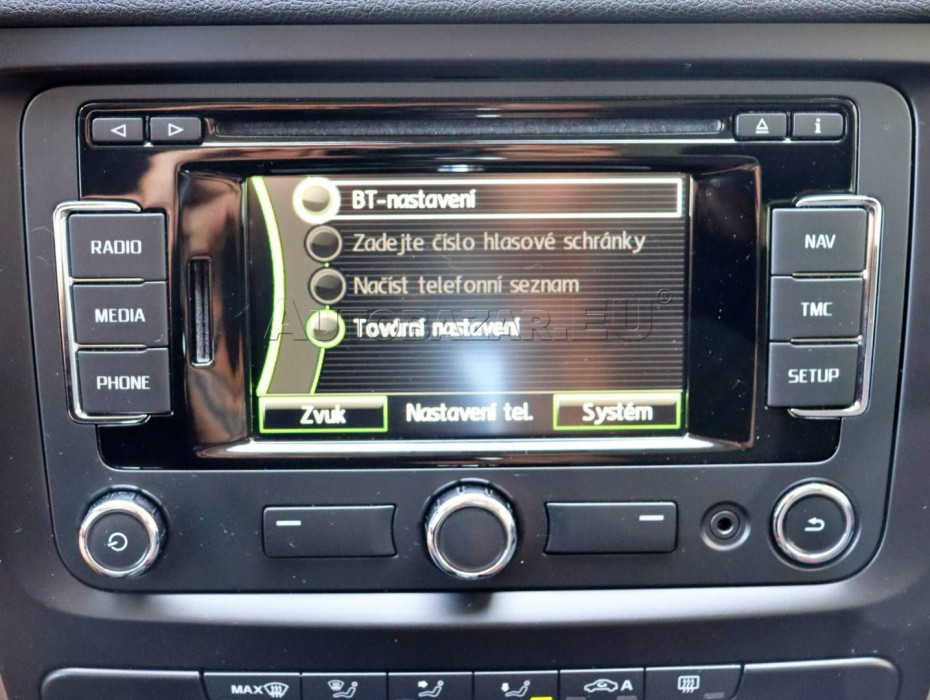 BT-nastavení
RADIO
NAV
Zadejte číslo hlasové schránky
Načíst telefonní seznam
MEDIA
TMC
AUTOBAZAR.EU©
Tovární nastavení
PHONE
SETUP
Zvuk
Nastavení tel.
Systém
MAX
A